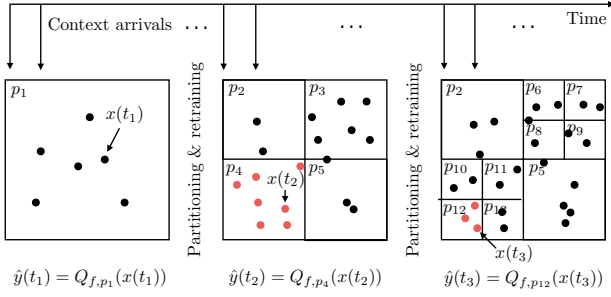 Context arrivals ... ... ... Time
p1
x(t1)
Partitioning & retraining
p2 p3
p4 p5
x(t2)
Partitioning & retraining
p2 p6 p7
p8 p9
p10 p11 p5
p12 p13
x(t3)
ŷ(t1) = Qf,p1(x(t1)) ŷ(t2) = Qf,p4(x(t2)) ŷ(t3) = Qf,p12(x(t3))